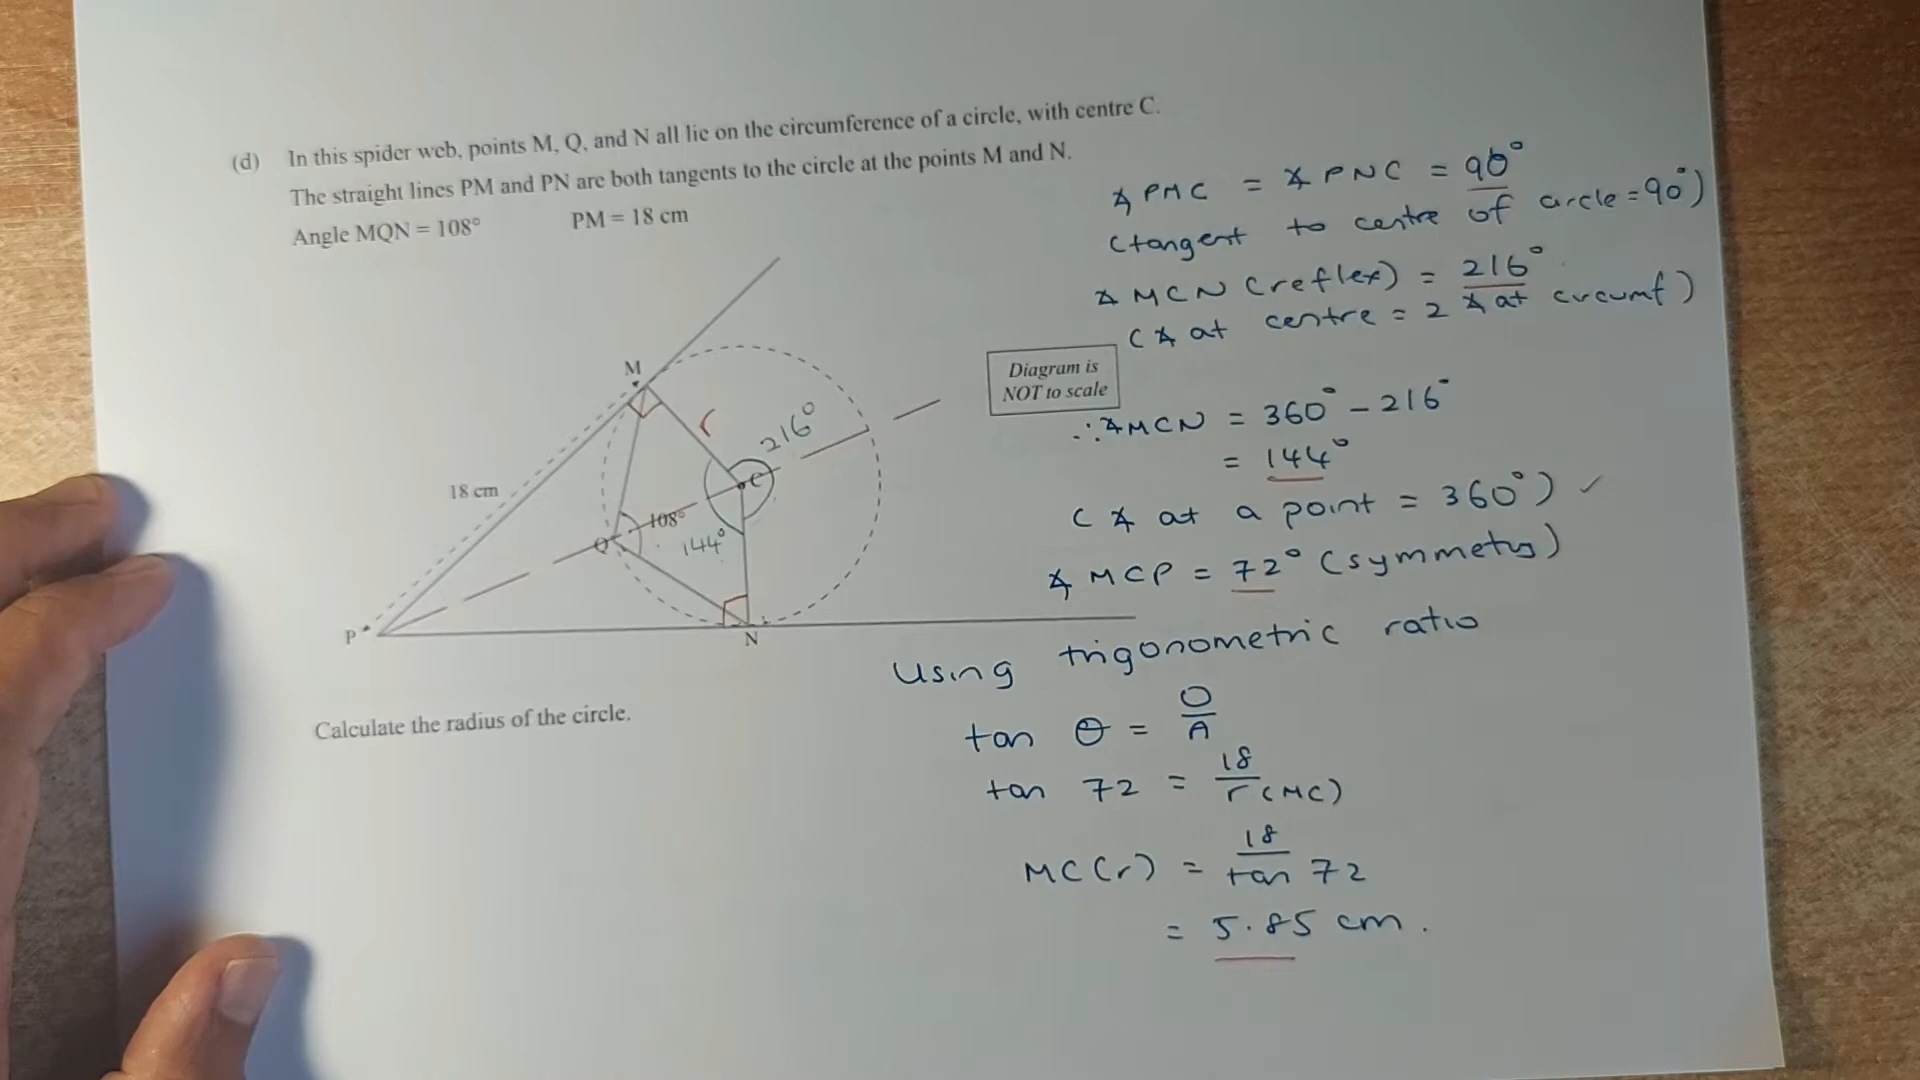 (d) In this spider web, points M, Q, and N all lie on the circumference of a circle, with centre C.
The straight lines PM and PN are both tangents to the circle at the points M and N.
Angle MQN = 108° PM = 18 cm
M
r
216°
C
18 cm
108°
Q
144°
P
N
Diagram is
NOT to scale
Calculate the radius of the circle.
∡ PMC = ∡ PNC = 90°
(tangent to centre of circle = 90°)
∡ MCN (reflex) = 216°
(∡ at centre = 2 ∡ at circumf)
∴ ∡MCN = 360° - 216°
= 144°
(∡ at a point = 360°) ✓
∡ MCP = 72° (symmetry)
Using trigonometric ratio
tan θ = O/A
tan 72 = 18/r (MC)
MC (r) = 18/tan 72
= 5.85 cm.